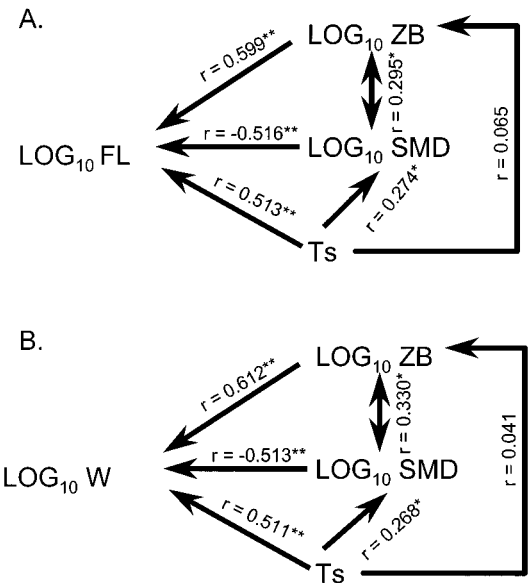 A.
LOG₁₀ ZB
r = 0.599**
r = 0.295*
r = 0.065
LOG₁₀ FL
r = -0.516**
LOG₁₀ SMD
r = 0.513**
r = 0.274*
Ts
B.
LOG₁₀ ZB
r = 0.612**
r = 0.330*
r = 0.041
LOG₁₀ W
r = -0.513**
LOG₁₀ SMD
r = 0.511**
r = 0.268*
Ts